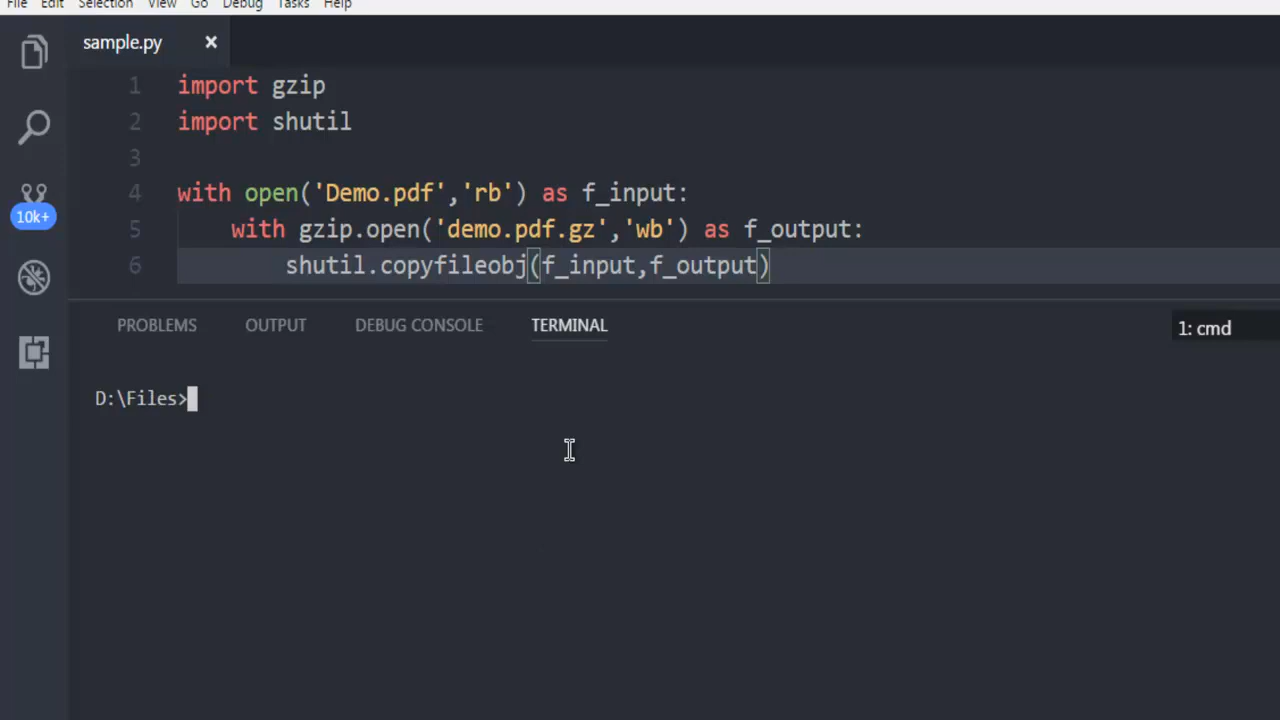 File Edit Selection View Go Debug Tasks Help
sample.py ×
1 import gzip
2 import shutil
3
4 with open('Demo.pdf','rb') as f_input:
5     with gzip.open('demo.pdf.gz','wb') as f_output:
6         shutil.copyfileobj(f_input,f_output)
10k+
PROBLEMS OUTPUT DEBUG CONSOLE TERMINAL 1: cmd
D:\Files>